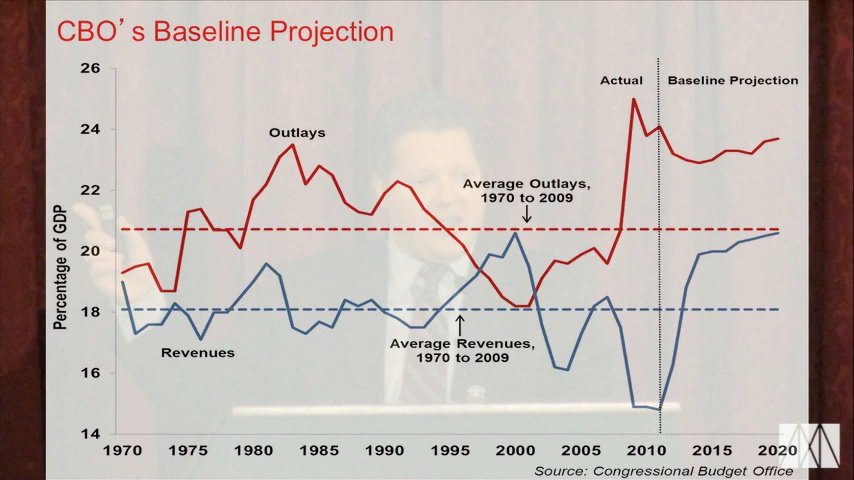 CBO's Baseline Projection
26
24
22
20
18
16
14
Percentage of GDP
Actual
Baseline Projection
Outlays
Average Outlays,
1970 to 2009
Average Revenues,
1970 to 2009
Revenues
1970 1975 1980 1985 1990 1995 2000 2005 2010 2015 2020
Source: Congressional Budget Office